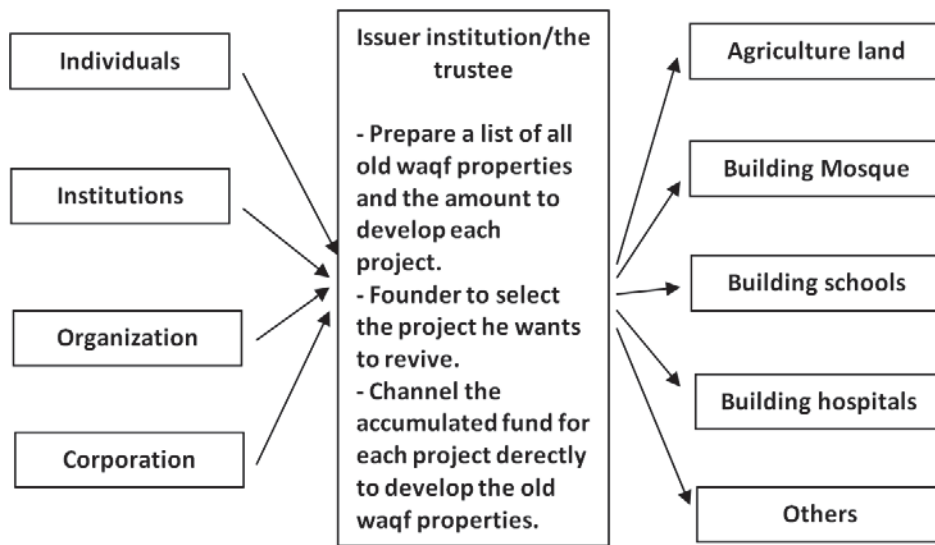 Individuals
Institutions
Organization
Corporation
Issuer institution/the
trustee
- Prepare a list of all
old waqf properties
and the amount to
develop each
project.
- Founder to select
the project he wants
to revive.
- Channel the
accumulated fund for
each project derectly
to develop the old
waqf properties.
Agriculture land
Building Mosque
Building schools
Building hospitals
Others